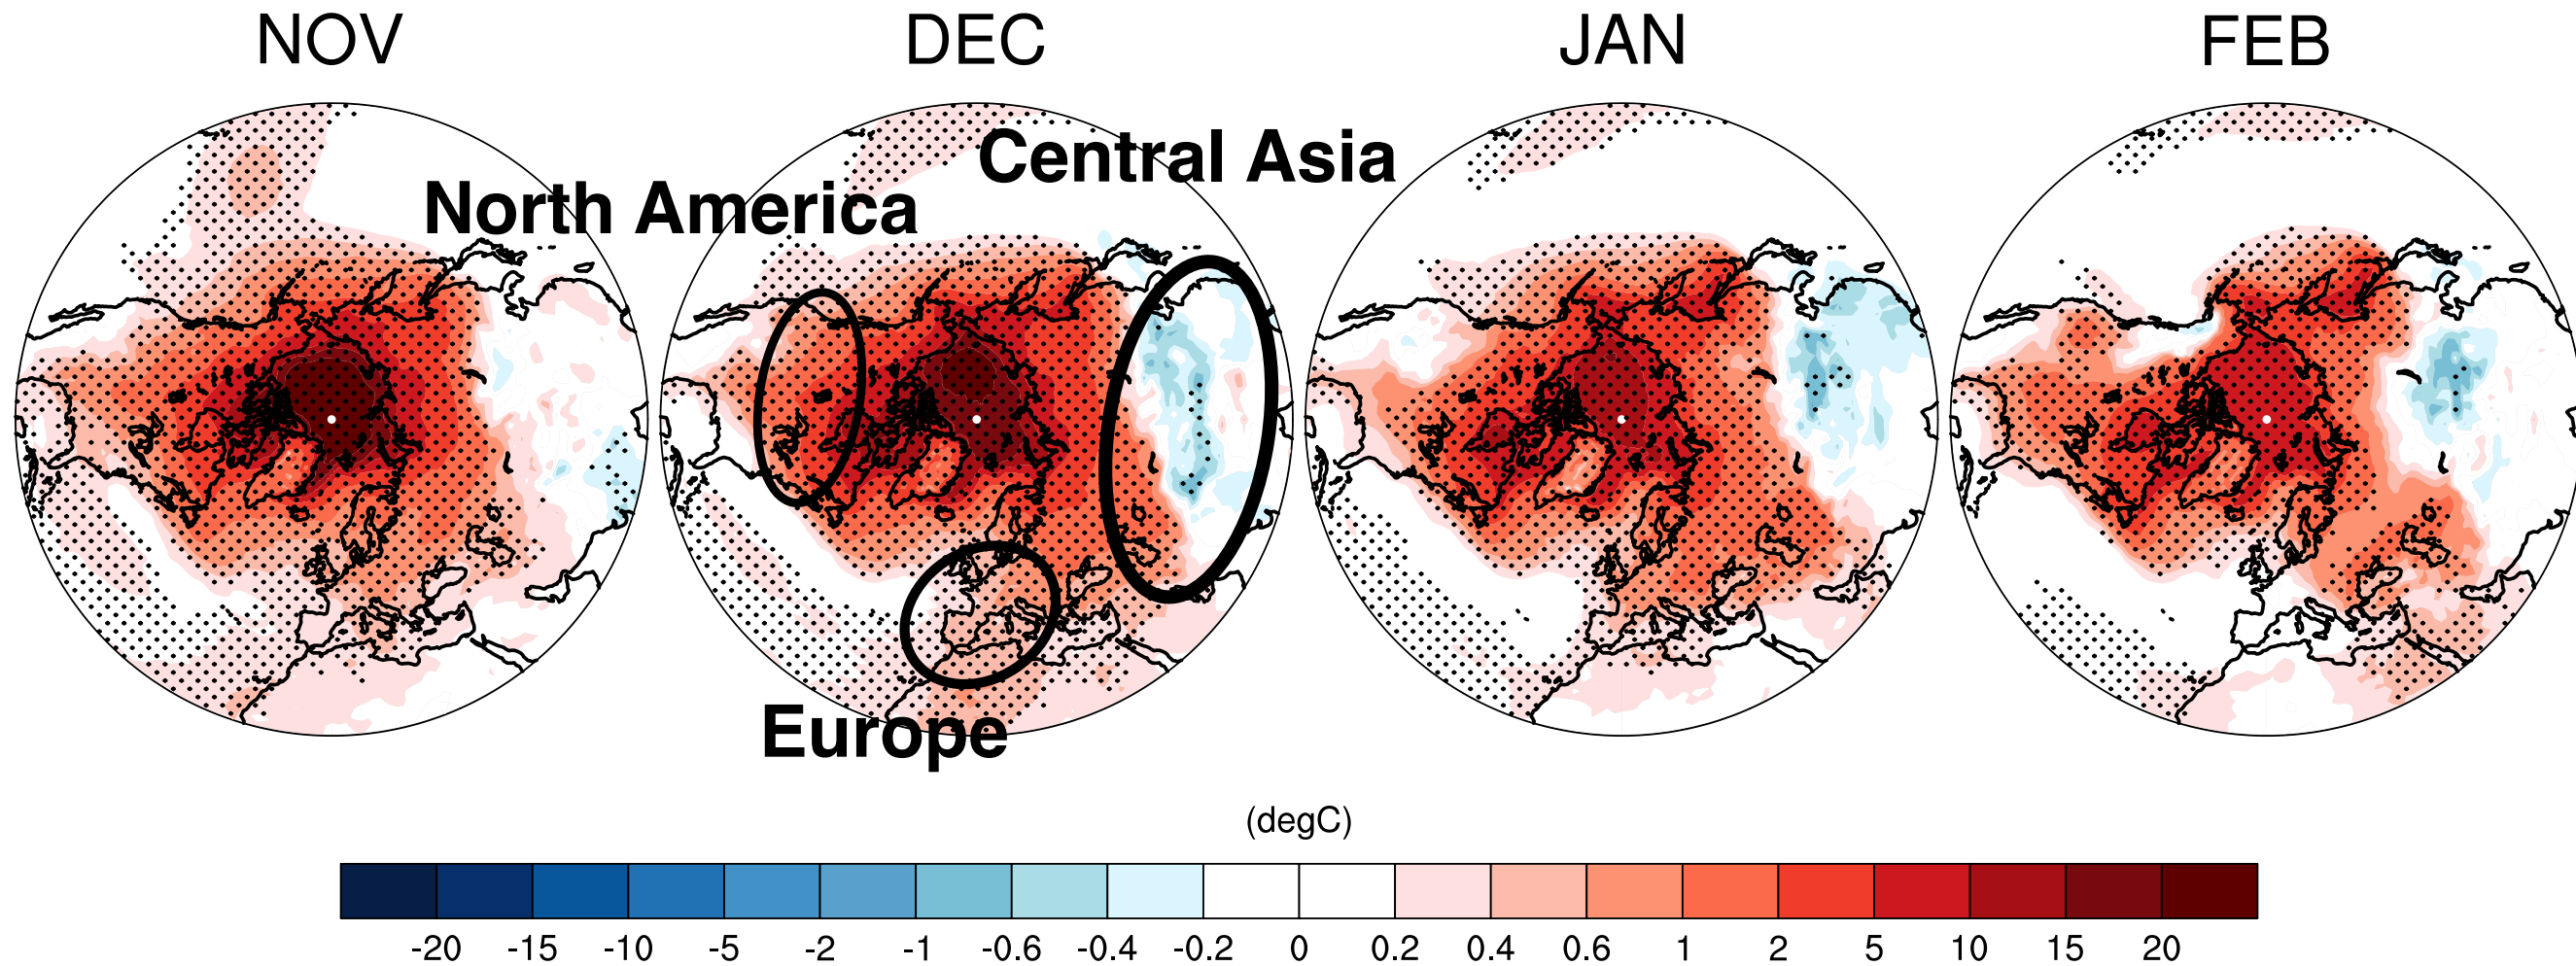 NOV DEC JAN FEB
Central Asia
North America
Europe
(degC)
-20 -15 -10 -5 -2 -1 -0.6 -0.4 -0.2 0 0.2 0.4 0.6 1 2 5 10 15 20